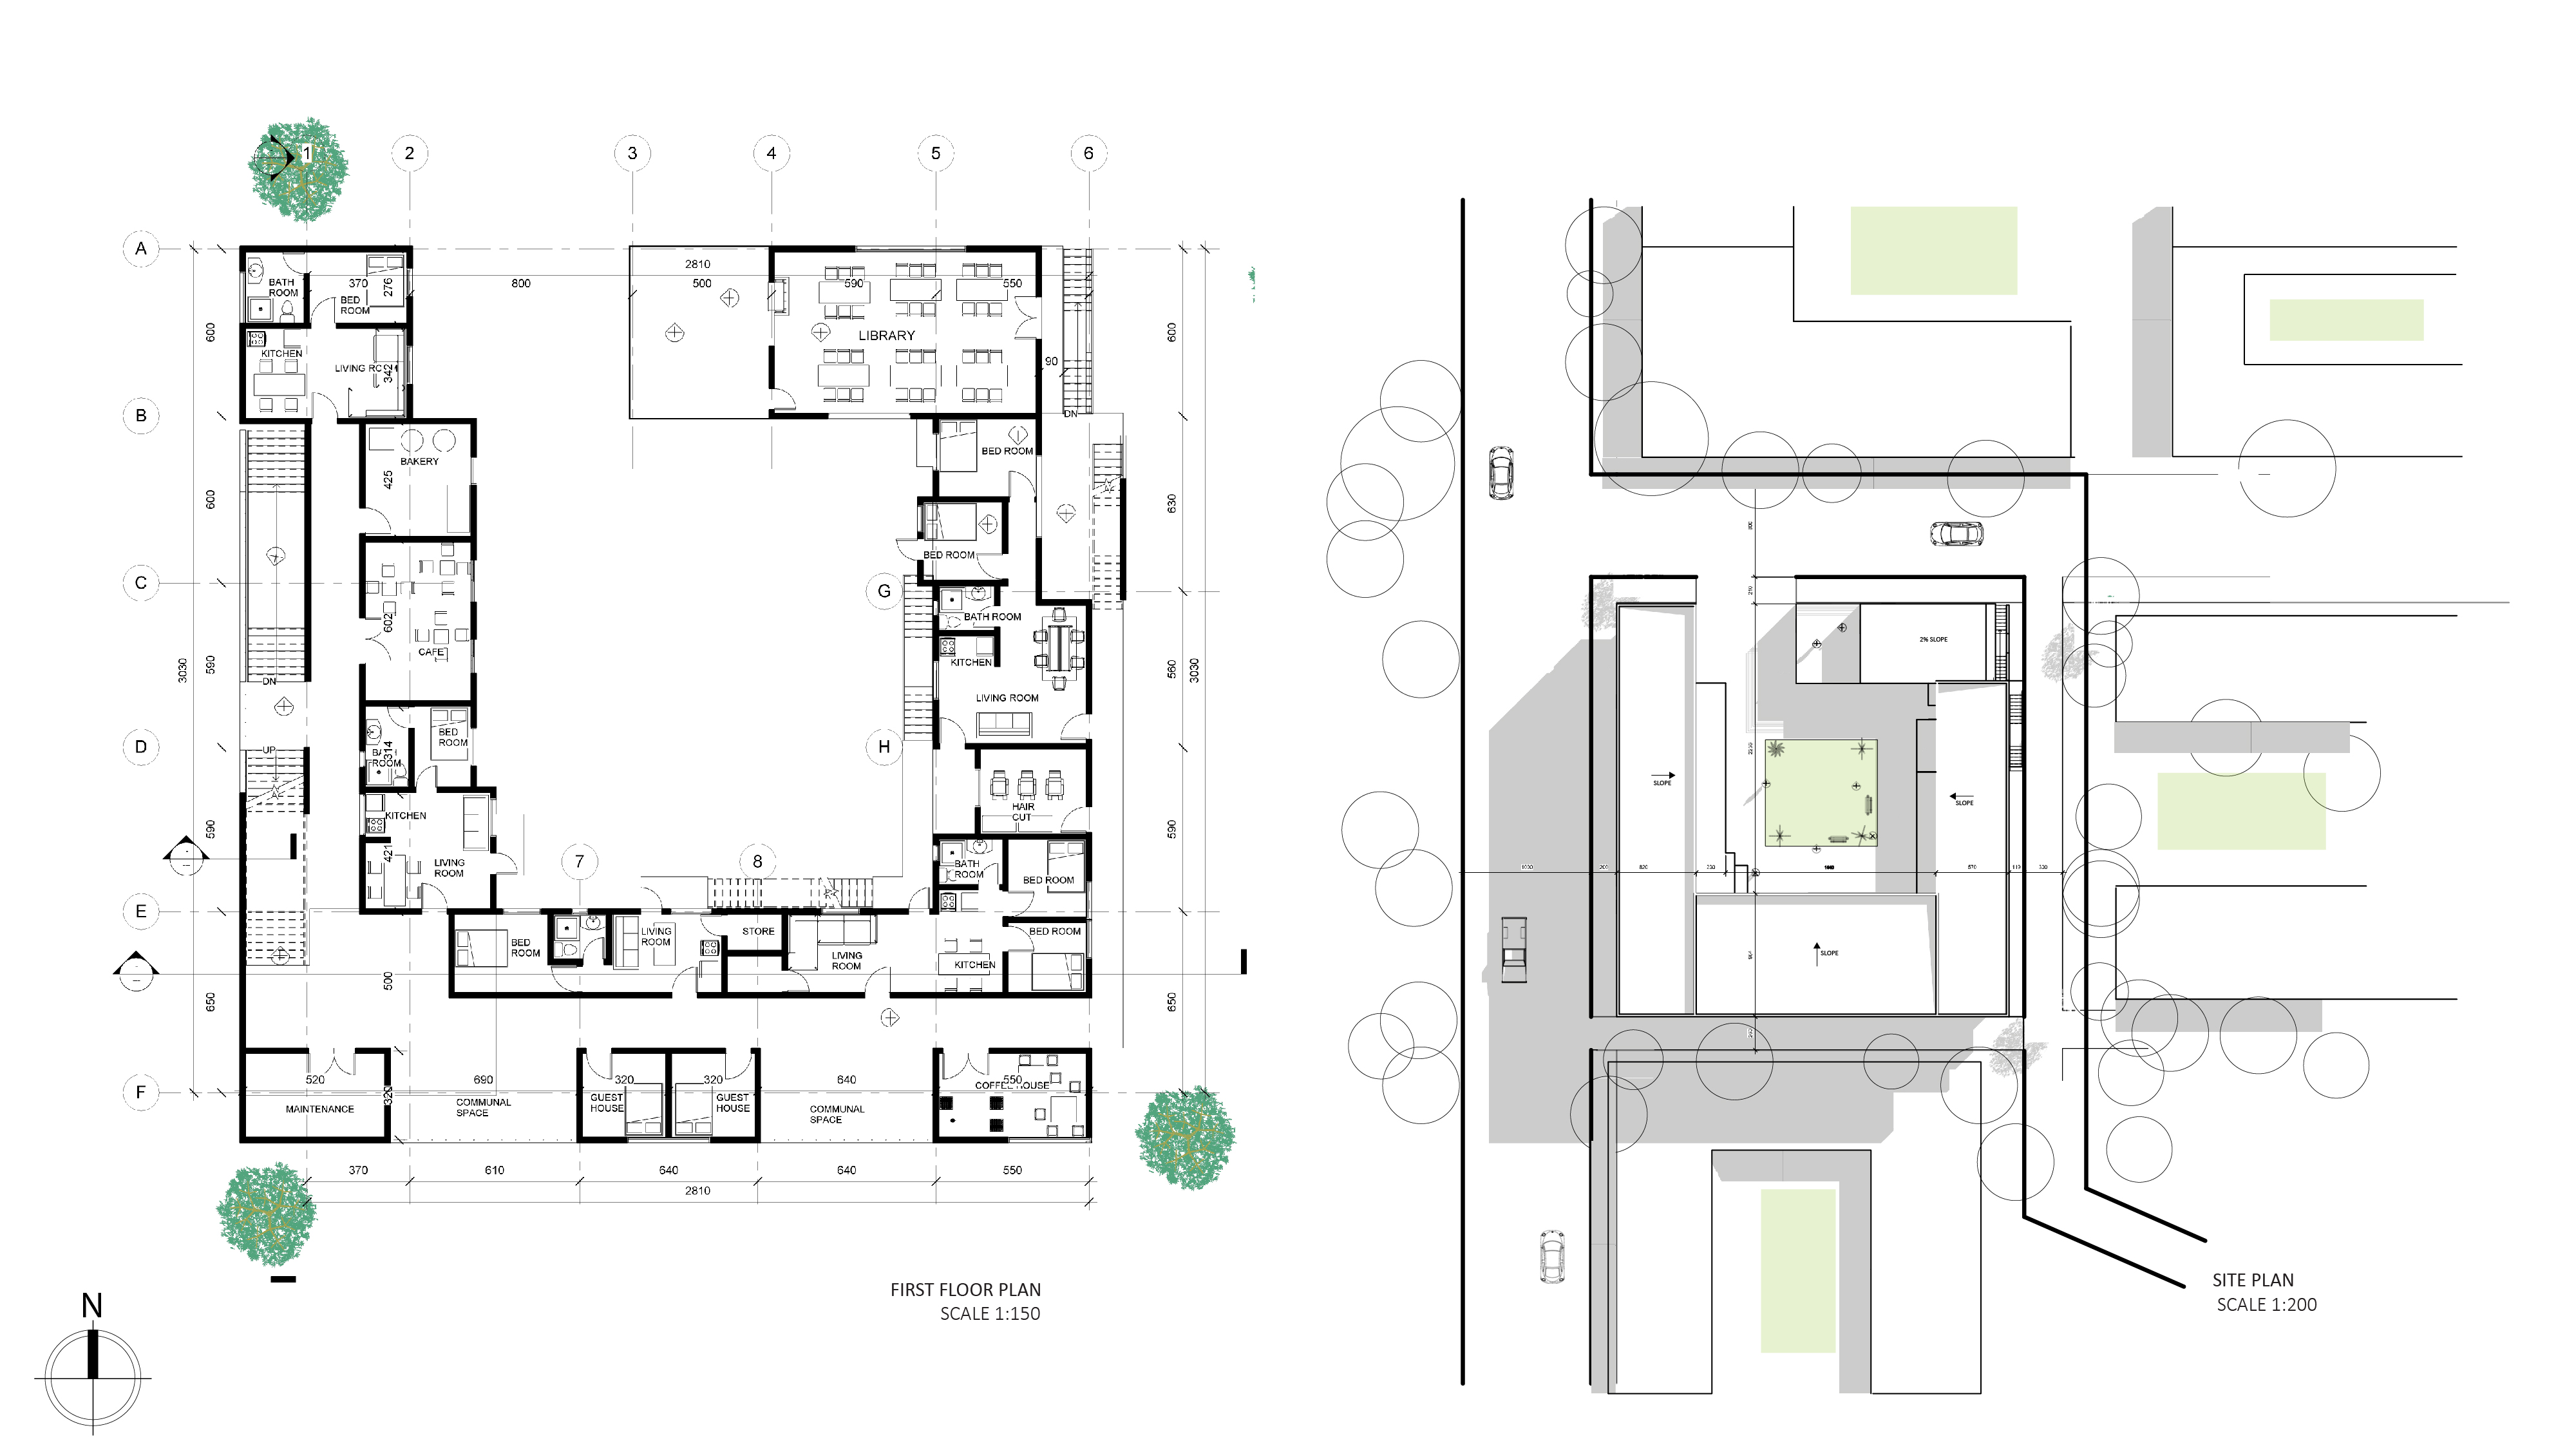 1 2 3 4 5 6
A
2810
370 800 500 590 550
BATH
ROOM
BED
ROOM
276
600
LIBRARY
600
KITCHEN
LIVING ROOM
342
90
B
DN
BAKERY
425
BED ROOM
600
630
BED ROOM
C
G
602
CAFE
BATH ROOM
KITCHEN
3030
590
560
3030
DN
LIVING ROOM
D
H
UP
BED
ROOM
314
ROOM
KITCHEN
HAIR
CUT
590
590
421
LIVING
ROOM
7 8
BATH
ROOM
BED ROOM
E
BED
ROOM
LIVING
ROOM
STORE
BED ROOM
LIVING
ROOM
KITCHEN
500
650
650
F
520 690 320 320 640 550
320
MAINTENANCE
COMMUNAL
SPACE
GUEST
HOUSE
GUEST
HOUSE
COMMUNAL
SPACE
COFFEE HOUSE
370 610 640 640 550
2810
FIRST FLOOR PLAN
SCALE 1:150
N
2% SLOPE
SLOPE
SLOPE
SLOPE
200 570 110
SITE PLAN
SCALE 1:200